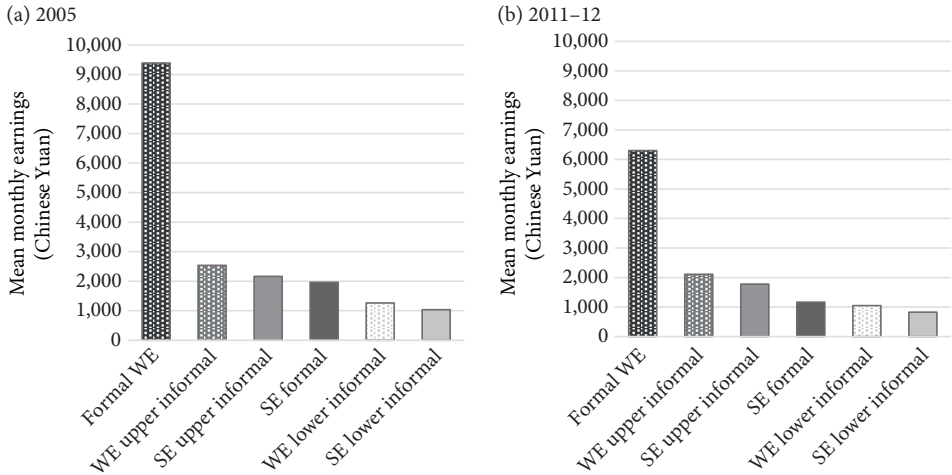 (a) 2005
Mean monthly earnings
(Chinese Yuan)
10,000
9,000
8,000
7,000
6,000
5,000
4,000
3,000
2,000
1,000
0
Formal WE
WE upper informal
SE upper informal
SE formal
WE lower informal
SE lower informal
(b) 2011–12
Mean monthly earnings
(Chinese Yuan)
10,000
9,000
8,000
7,000
6,000
5,000
4,000
3,000
2,000
1,000
0
Formal WE
WE upper informal
SE upper informal
SE formal
WE lower informal
SE lower informal